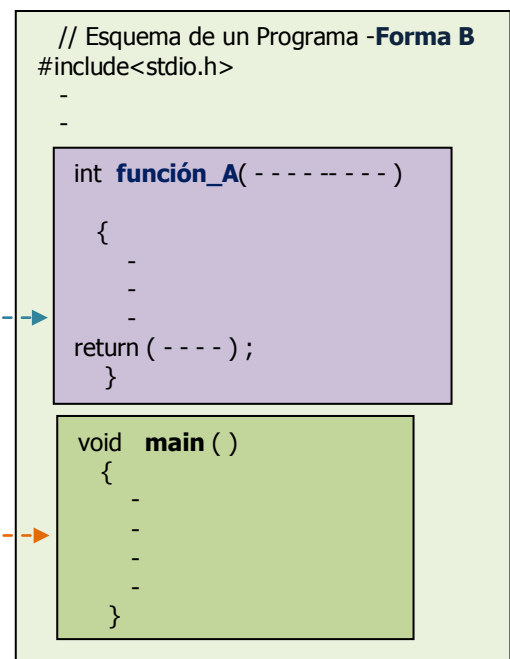 // Esquema de un Programa -Forma B
#include<stdio.h>
-
-
int función_A( - - - - -- - - - )
{
-
-
-
return ( - - - - ) ;
}
void main ( )
{
-
-
-
-
}